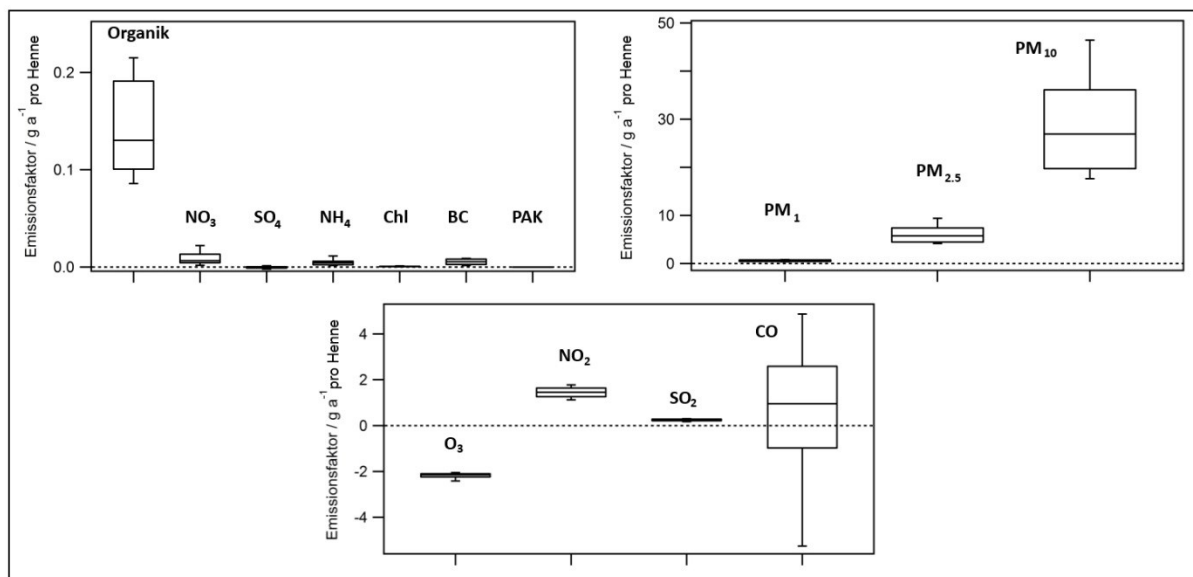 Emissionsfaktor / g a⁻¹ pro Henne
0.2
0.1
0.0
Organik
NO₃
SO₄
NH₄
Chl
BC
PAK
Emissionsfaktor / g a⁻¹ pro Henne
50
30
10
0
PM₁
PM₂.₅
PM₁₀
Emissionsfaktor / g a⁻¹ pro Henne
4
2
0
-2
-4
O₃
NO₂
SO₂
CO